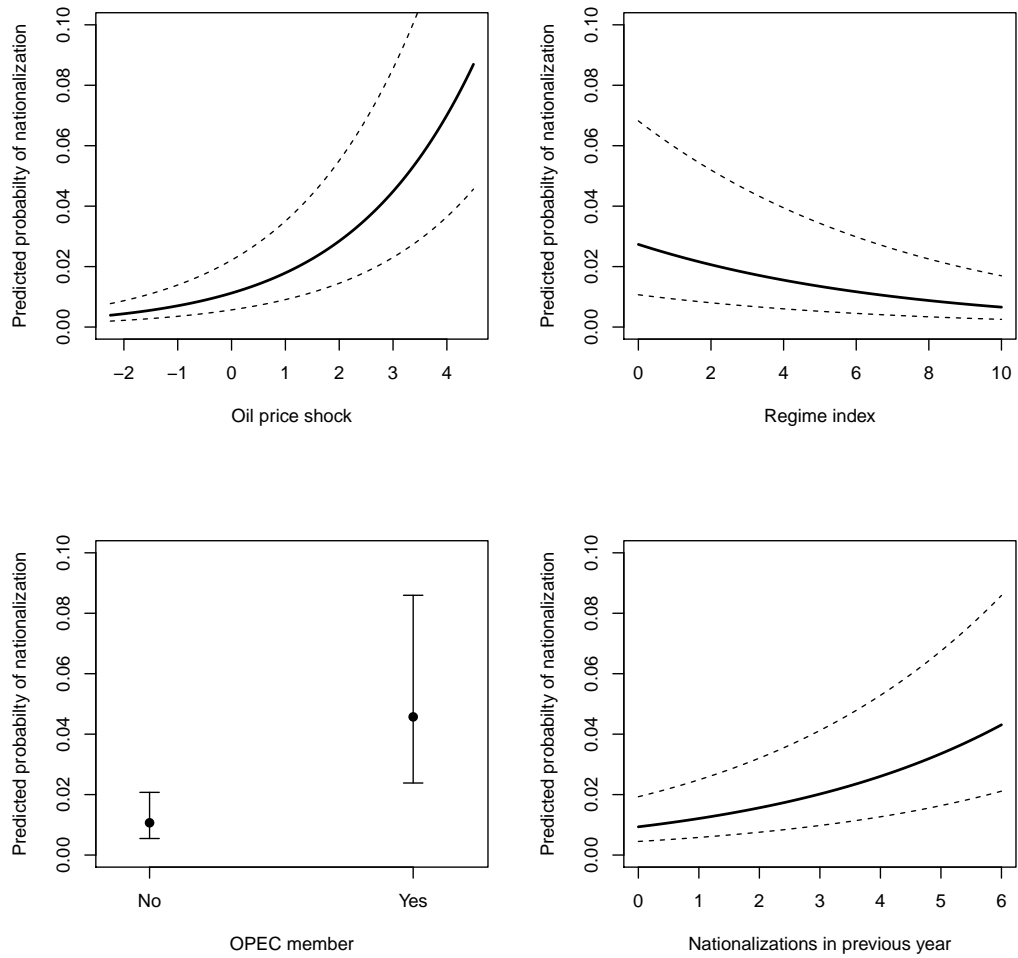 Predicted probabilty of nationalization
0.00 0.02 0.04 0.06 0.08 0.10
−2 −1 0 1 2 3 4
Oil price shock
Predicted probabilty of nationalization
0.00 0.02 0.04 0.06 0.08 0.10
0 2 4 6 8 10
Regime index
Predicted probabilty of nationalization
0.00 0.02 0.04 0.06 0.08 0.10
No Yes
OPEC member
Predicted probabilty of nationalization
0.00 0.02 0.04 0.06 0.08 0.10
0 1 2 3 4 5 6
Nationalizations in previous year